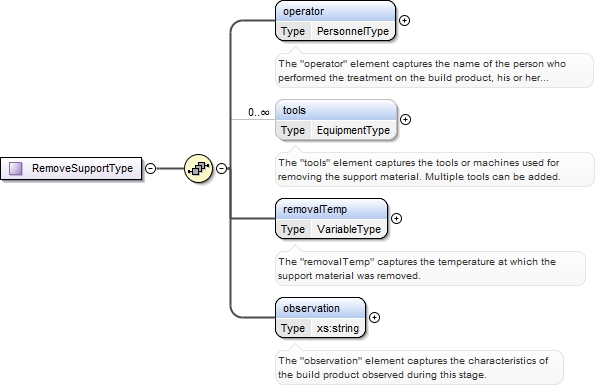 operator
Type PersonnelType
The "operator" element captures the name of the person who
performed the treatment on the build product, his or her...
0..∞
tools
Type EquipmentType
The "tools" element captures the tools or machines used for
removing the support material. Multiple tools can be added.
RemoveSupportType
removalTemp
Type VariableType
The "removalTemp" captures the temperature at which the
support material was removed.
observation
Type xs:string
The "observation" element captures the characteristics of
the build product observed during this stage.